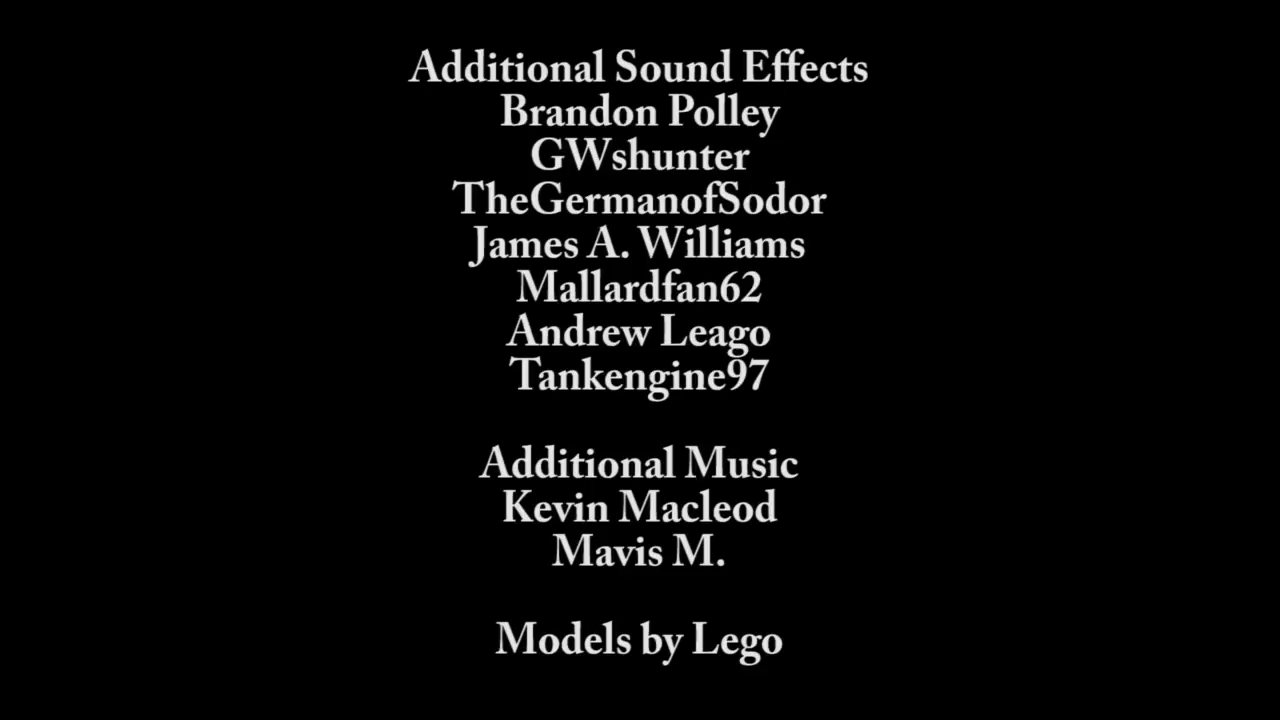 Additional Sound Effects
Brandon Polley
GWshunter
TheGermanofSodor
James A. Williams
Mallardfan62
Andrew Leago
Tankengine97
Additional Music
Kevin Macleod
Mavis M.
Models by Lego